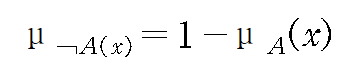 μ ¬A(x) = 1 − μ A(x)